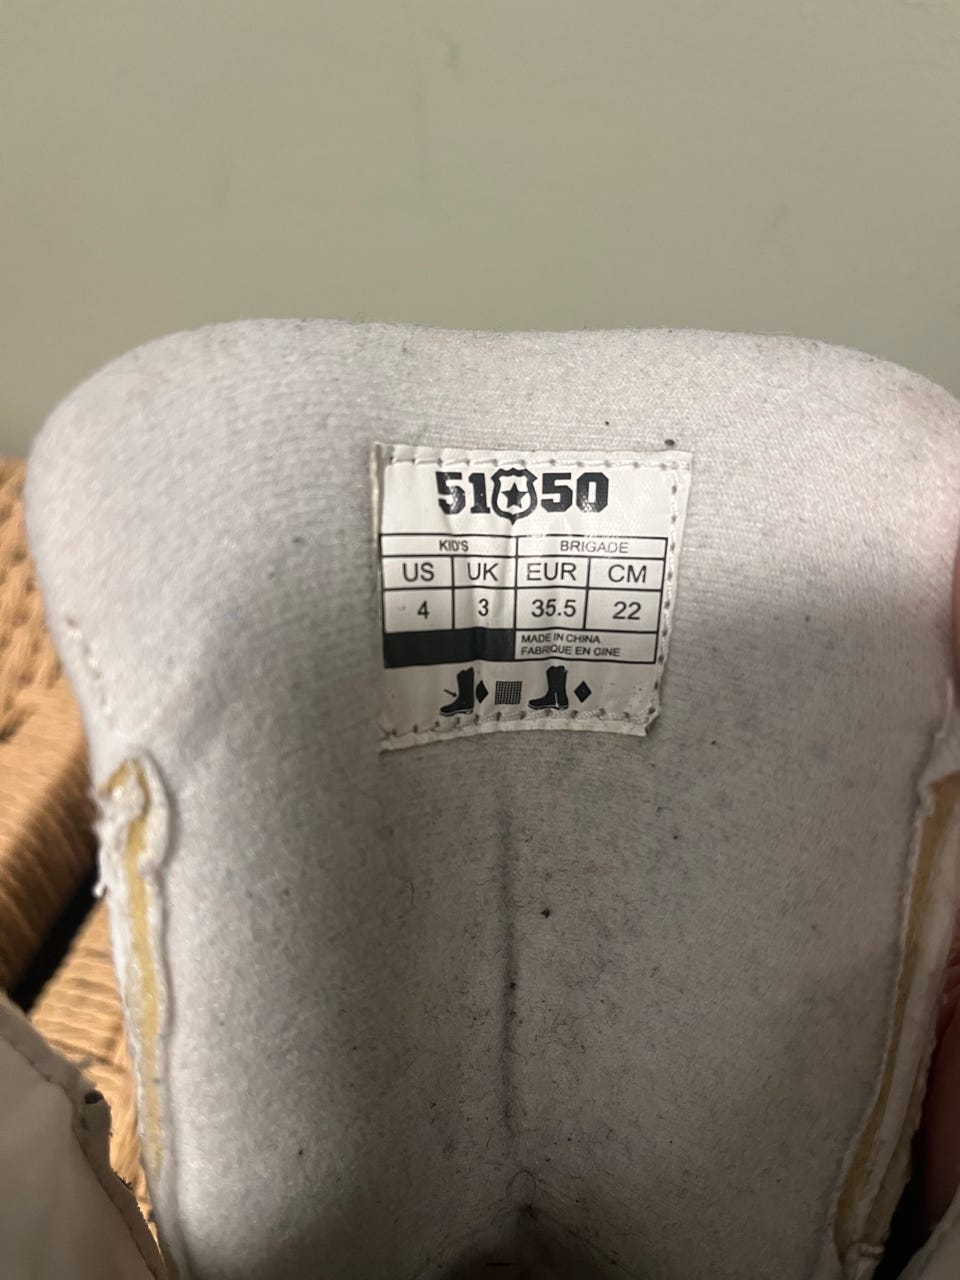 51 50
KID'S BRIGADE
US UK EUR CM
4 3 35.5 22
MADE IN CHINA
FABRIQUE EN CINE